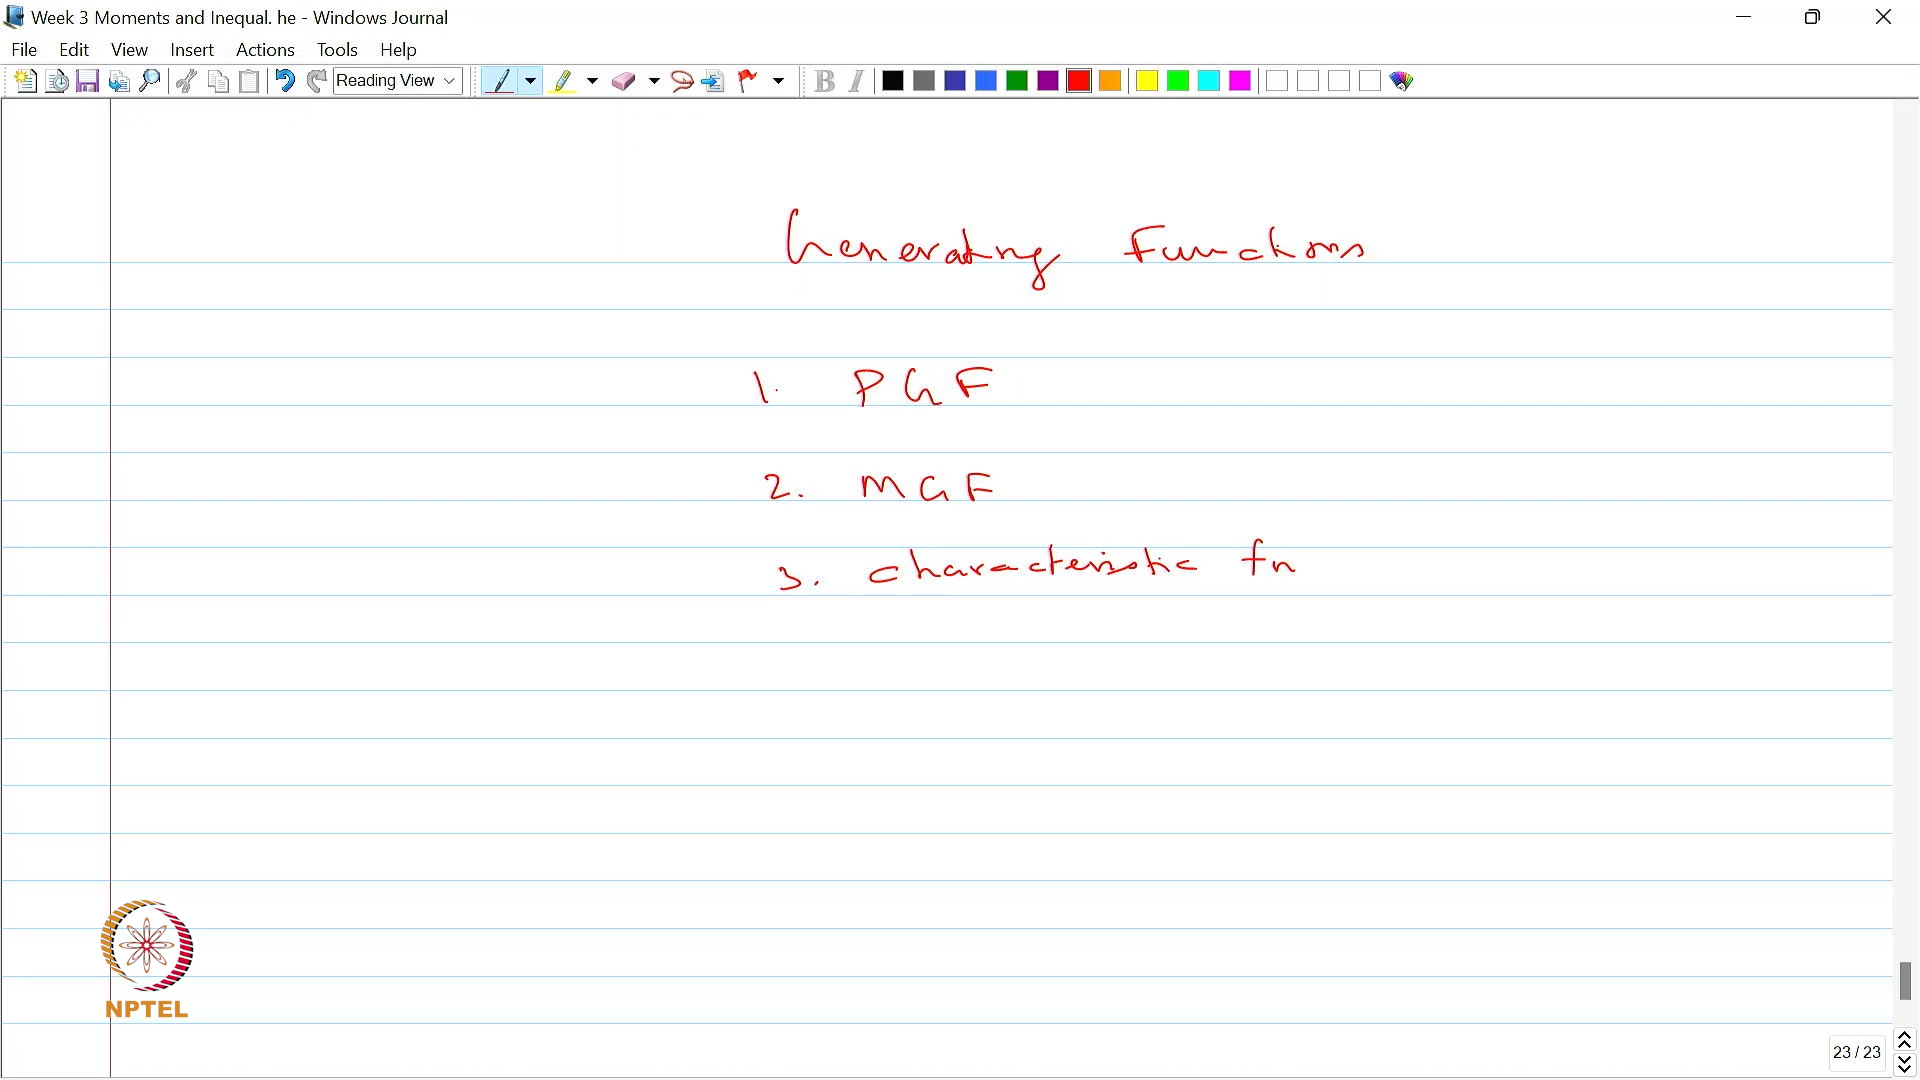 Week 3 Moments and Inequal. he - Windows Journal
File Edit View Insert Actions Tools Help
Reading View B I
Generating Functions
1. PGF
2. MGF
3. characteristic fn
NPTEL
23 / 23